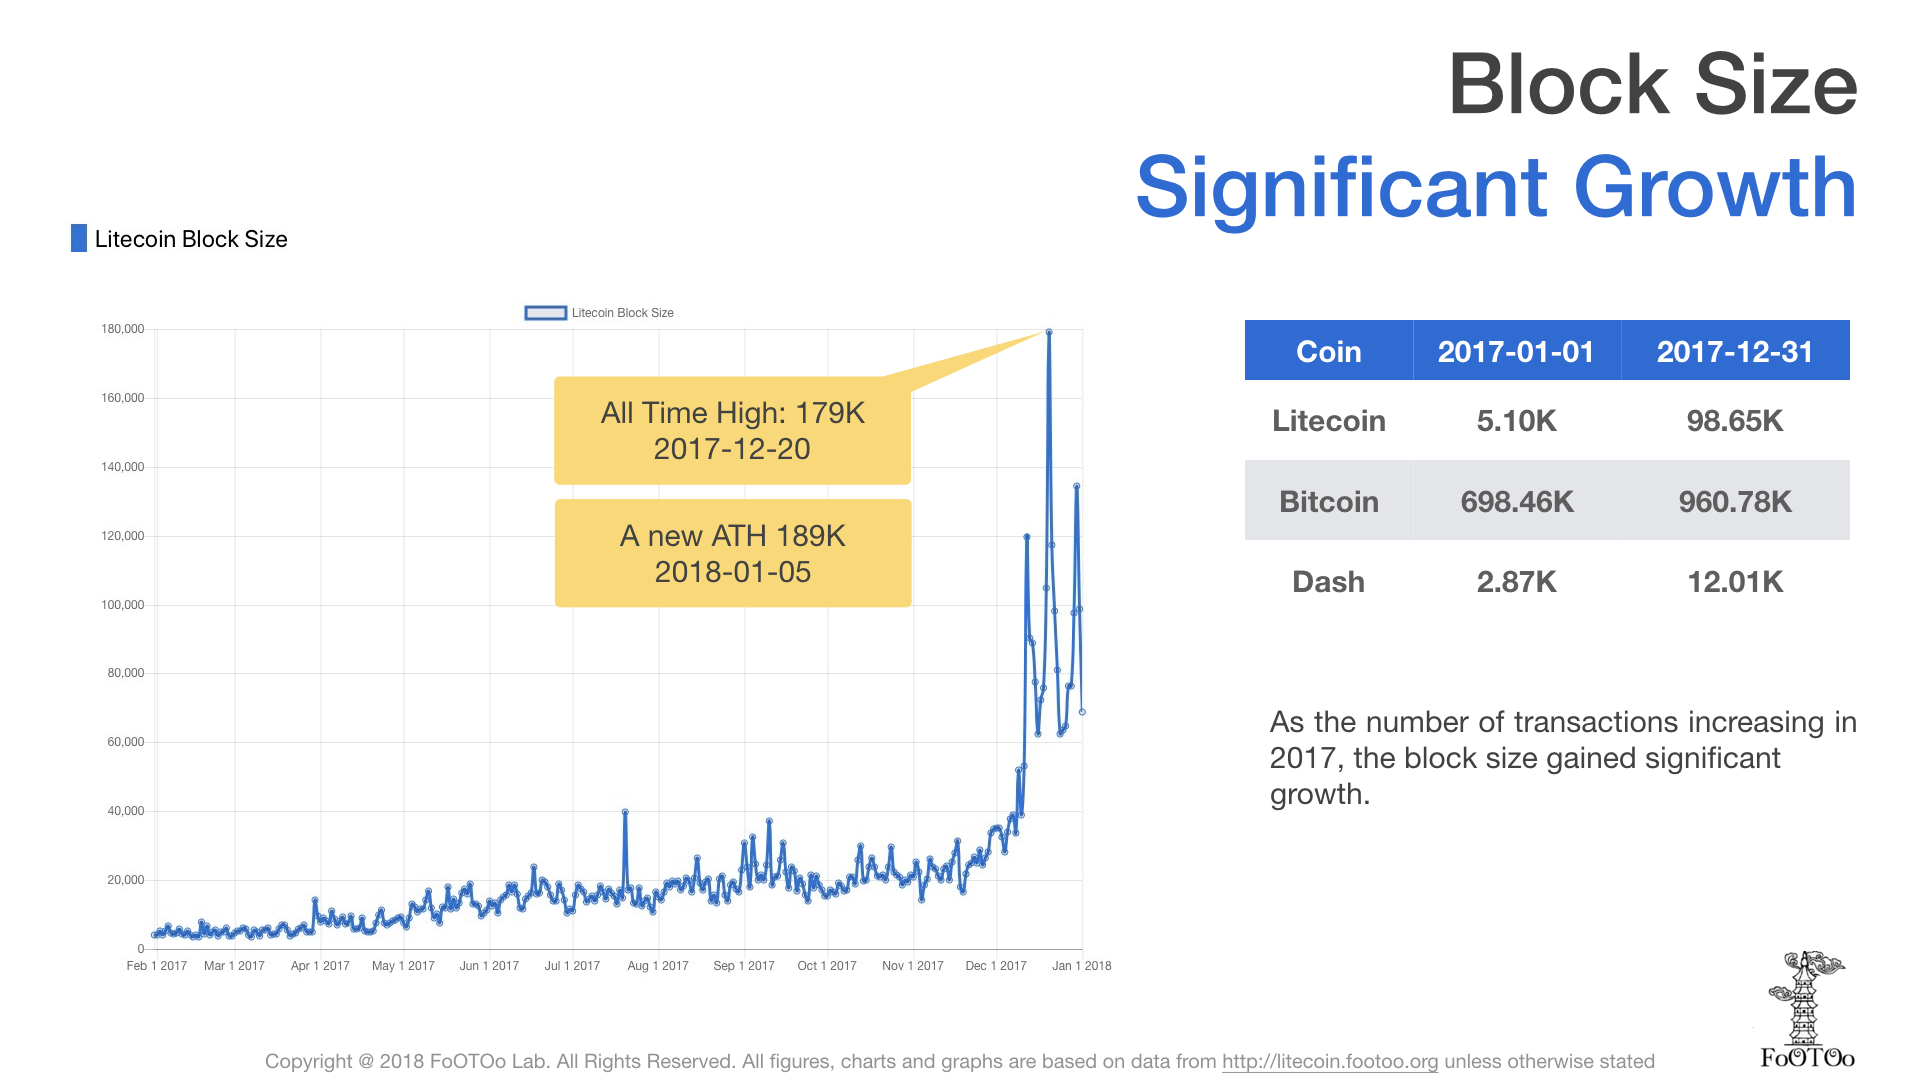 Block Size
Significant Growth
Litecoin Block Size
Litecoin Block Size
180,000
160,000
140,000
120,000
100,000
80,000
60,000
40,000
20,000
0
Feb 1 2017 Mar 1 2017 Apr 1 2017 May 1 2017 Jun 1 2017 Jul 1 2017 Aug 1 2017 Sep 1 2017 Oct 1 2017 Nov 1 2017 Dec 1 2017 Jan 1 2018
All Time High: 179K
2017-12-20
A new ATH 189K
2018-01-05
Coin 2017-01-01 2017-12-31
Litecoin 5.10K 98.65K
Bitcoin 698.46K 960.78K
Dash 2.87K 12.01K
As the number of transactions increasing in
2017, the block size gained significant
growth.
FoOTOo
Copyright @ 2018 FoOTOo Lab. All Rights Reserved. All figures, charts and graphs are based on data from http://litecoin.footoo.org unless otherwise stated